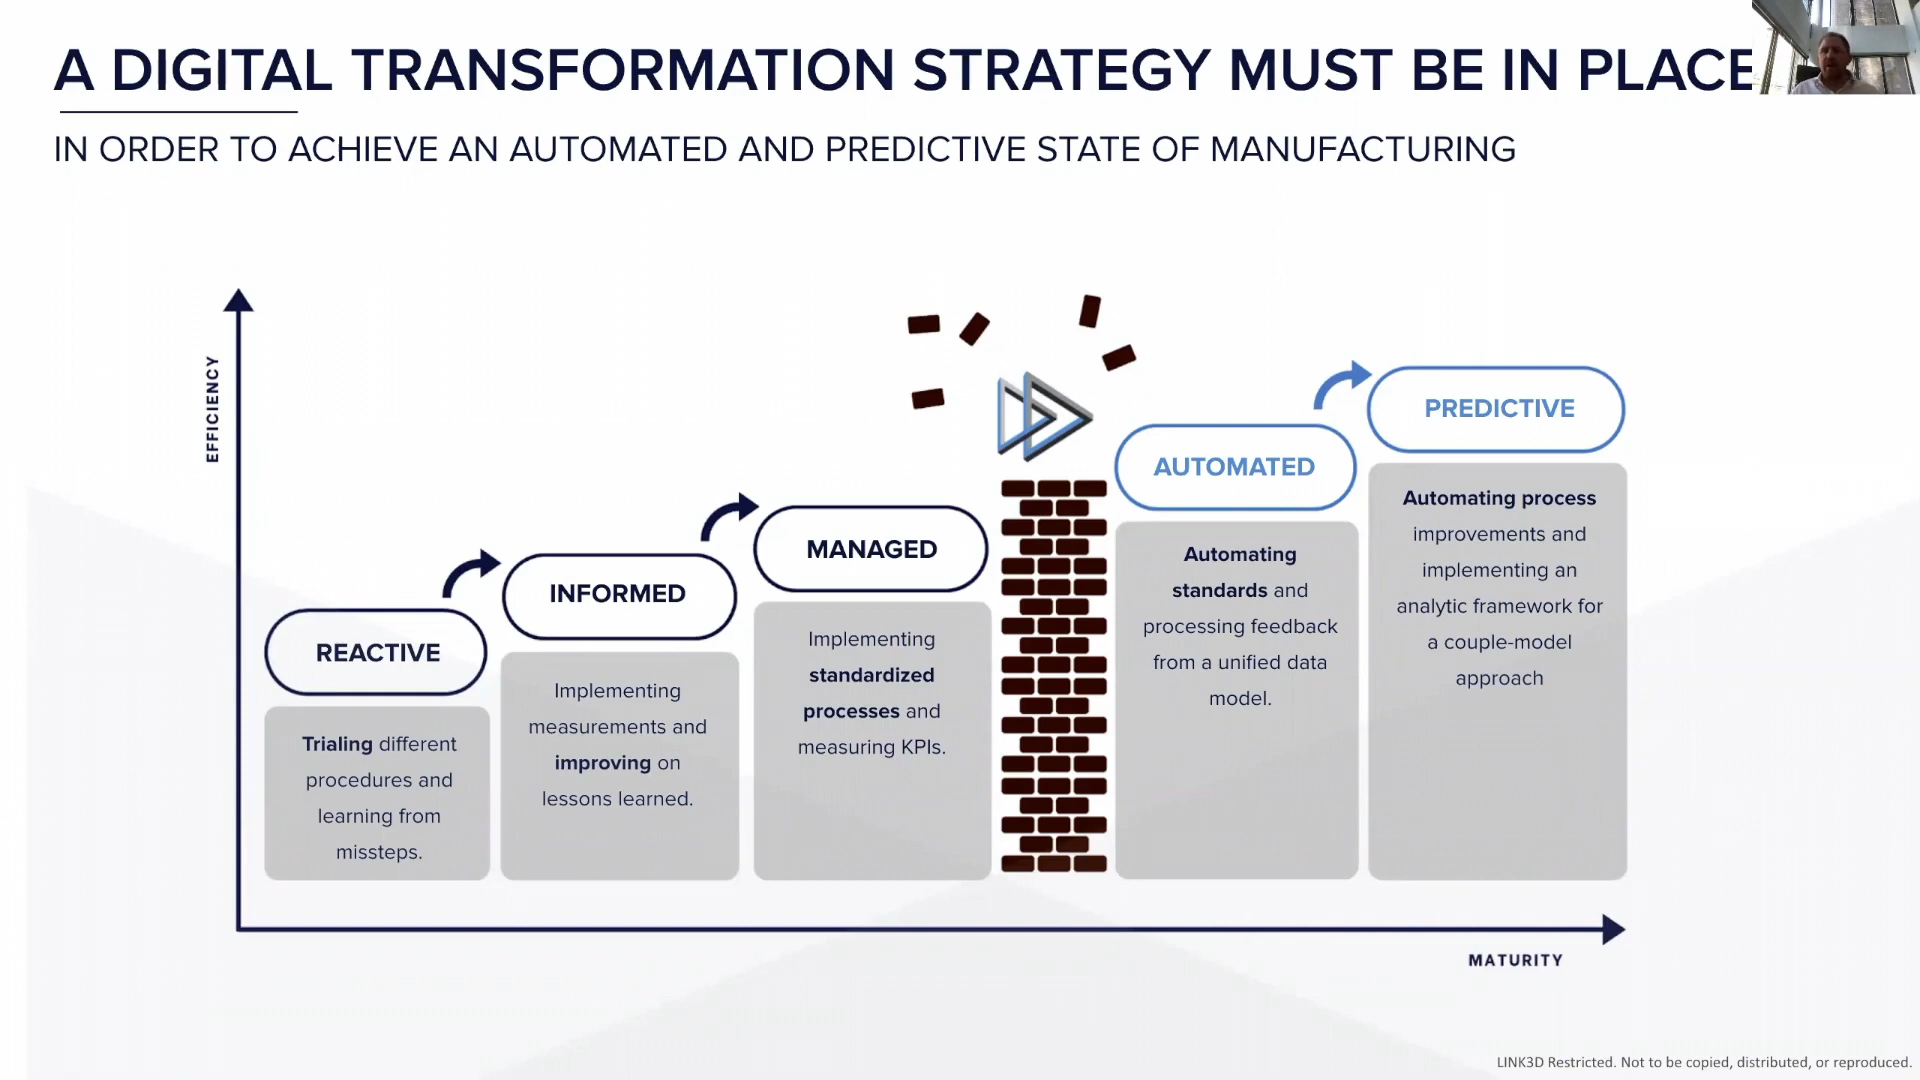 A DIGITAL TRANSFORMATION STRATEGY MUST BE IN PLACE
IN ORDER TO ACHIEVE AN AUTOMATED AND PREDICTIVE STATE OF MANUFACTURING
EFFICIENCY
REACTIVE
Trialing different
procedures and
learning from
missteps.
INFORMED
Implementing
measurements and
improving on
lessons learned.
MANAGED
Implementing
standardized
processes and
measuring KPIs.
AUTOMATED
Automating
standards and
processing feedback
from a unified data
model.
PREDICTIVE
Automating process
improvements and
implementing an
analytic framework for
a couple-model
approach
MATURITY
LINK3D Restricted. Not to be copied, distributed, or reproduced.